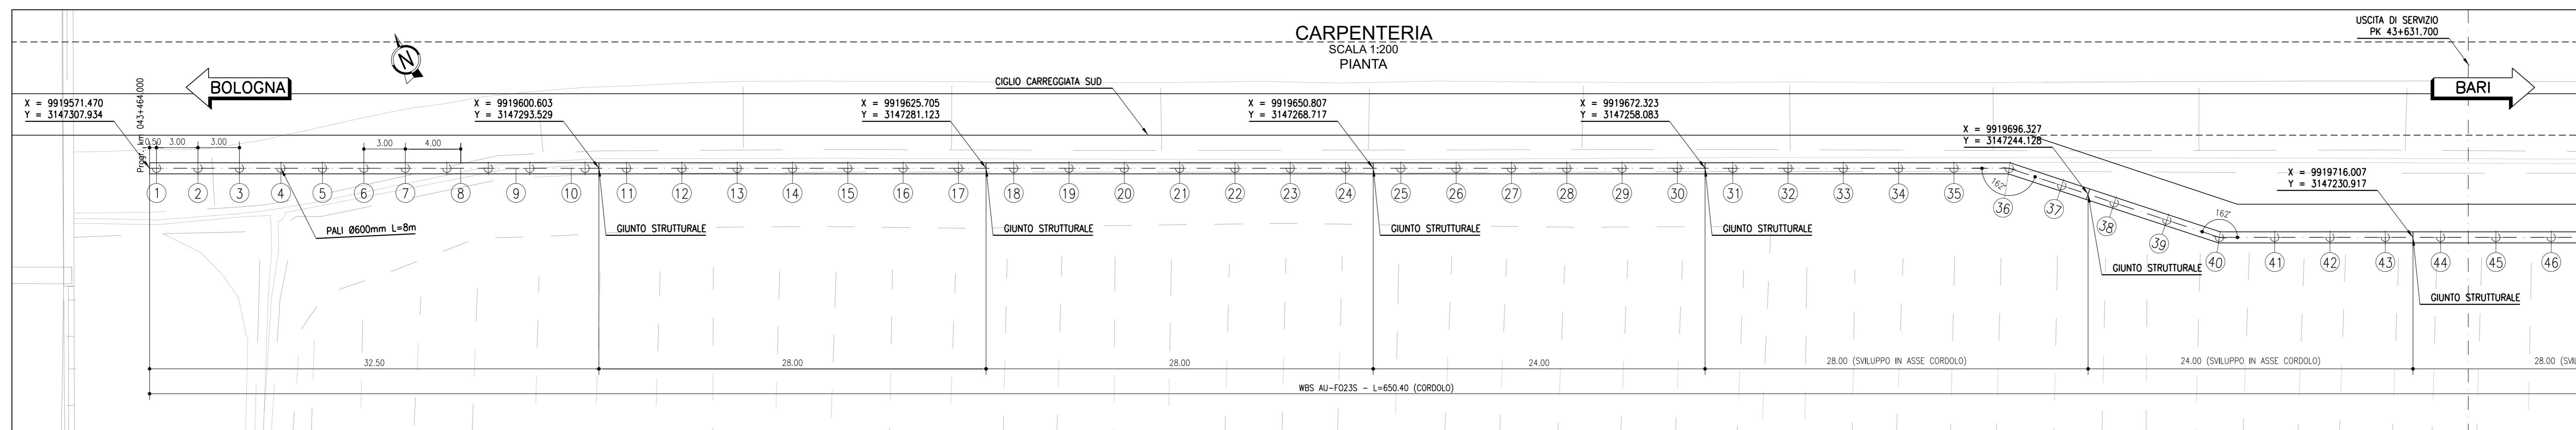 CARPENTERIA
SCALA 1:200
PIANTA
USCITA DI SERVIZIO
PK 43+631.700
N
BOLOGNA
BARI
CIGLIO CARREGGIATA SUD
X = 9919571.470
Y = 3147307.934
Progr. km 043+464.000
X = 9919600.603
Y = 3147293.529
X = 9919625.705
Y = 3147281.123
X = 9919650.807
Y = 3147268.717
X = 9919672.323
Y = 3147258.083
X = 9919696.327
Y = 3147244.128
X = 9919716.007
Y = 3147230.917
0.50 3.00 3.00 3.00 4.00
1 2 3 4 5 6 7 8 9 10 11 12 13 14 15 16 17 18 19 20 21 22 23 24 25 26 27 28 29 30 31 32 33 34 35 36 37 38 39 40 41 42 43 44 45 46
162°
162°
PALI Ø600mm L=8m
GIUNTO STRUTTURALE
GIUNTO STRUTTURALE
GIUNTO STRUTTURALE
GIUNTO STRUTTURALE
GIUNTO STRUTTURALE
GIUNTO STRUTTURALE
32.50
28.00
28.00
24.00
28.00 (SVILUPPO IN ASSE CORDOLO)
24.00 (SVILUPPO IN ASSE CORDOLO)
28.00 (SVI
WBS AU-F023S - L=650.40 (CORDOLO)